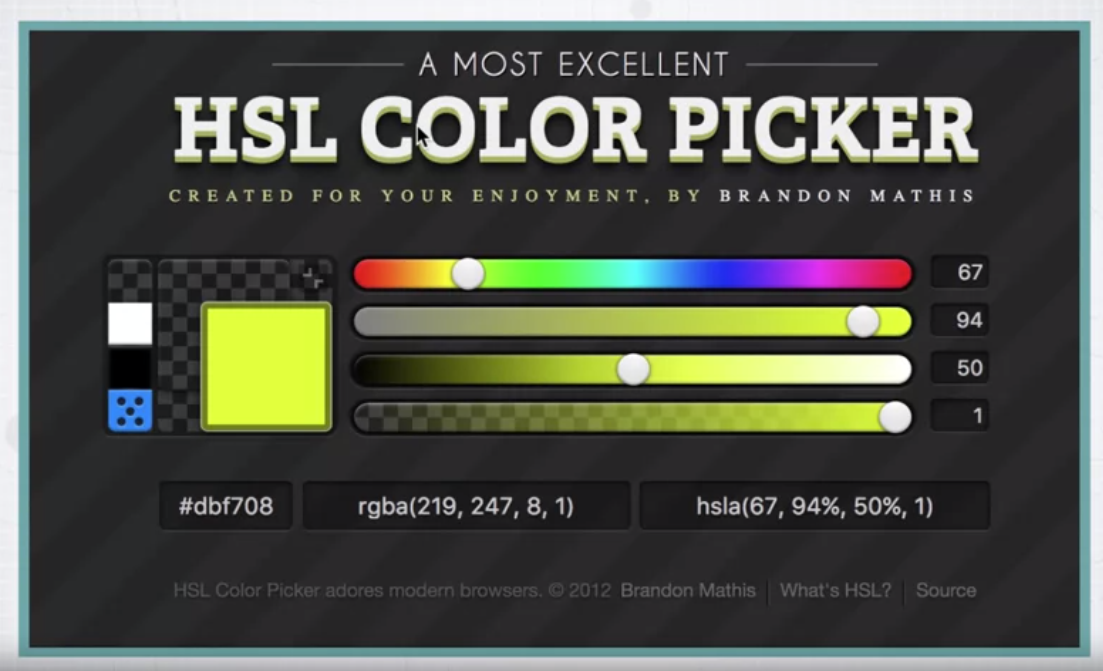 A MOST EXCELLENT
HSL COLOR PICKER
CREATED FOR YOUR ENJOYMENT, BY BRANDON MATHIS
67
94
50
1
#dbf708 rgba(219, 247, 8, 1) hsla(67, 94%, 50%, 1)
HSL Color Picker adores modern browsers. © 2012 Brandon Mathis What's HSL? Source